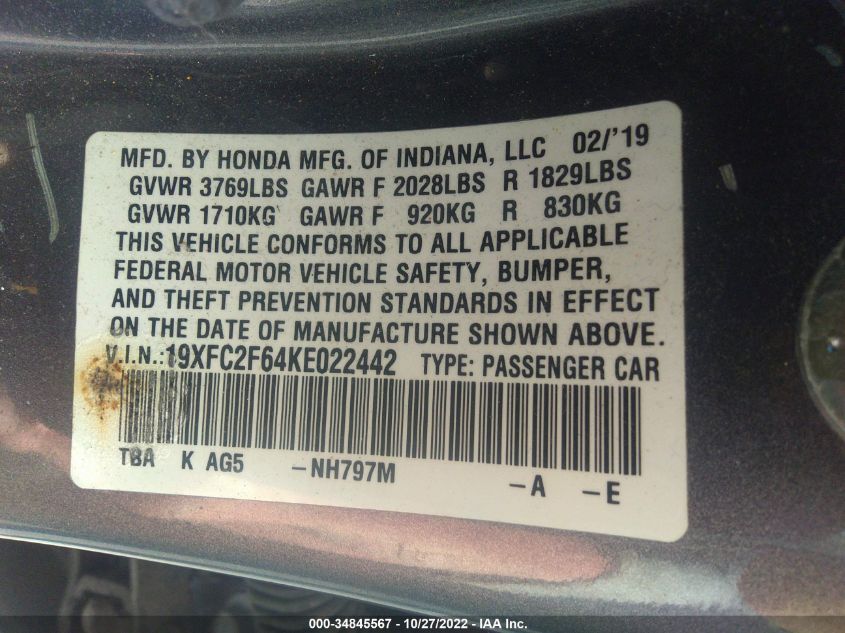 MFD. BY HONDA MFG. OF INDIANA, LLC 02/'19
GVWR 3769LBS GAWR F 2028LBS R 1829LBS
GVWR 1710KG GAWR F 920KG R 830KG
THIS VEHICLE CONFORMS TO ALL APPLICABLE
FEDERAL MOTOR VEHICLE SAFETY, BUMPER,
AND THEFT PREVENTION STANDARDS IN EFFECT
ON THE DATE OF MANUFACTURE SHOWN ABOVE.
V.I.N.:19XFC2F64KE022442 TYPE: PASSENGER CAR
TBA K AG5 –NH797M –A –E
000-34845567 / 10/27/2022 - IAA Inc.